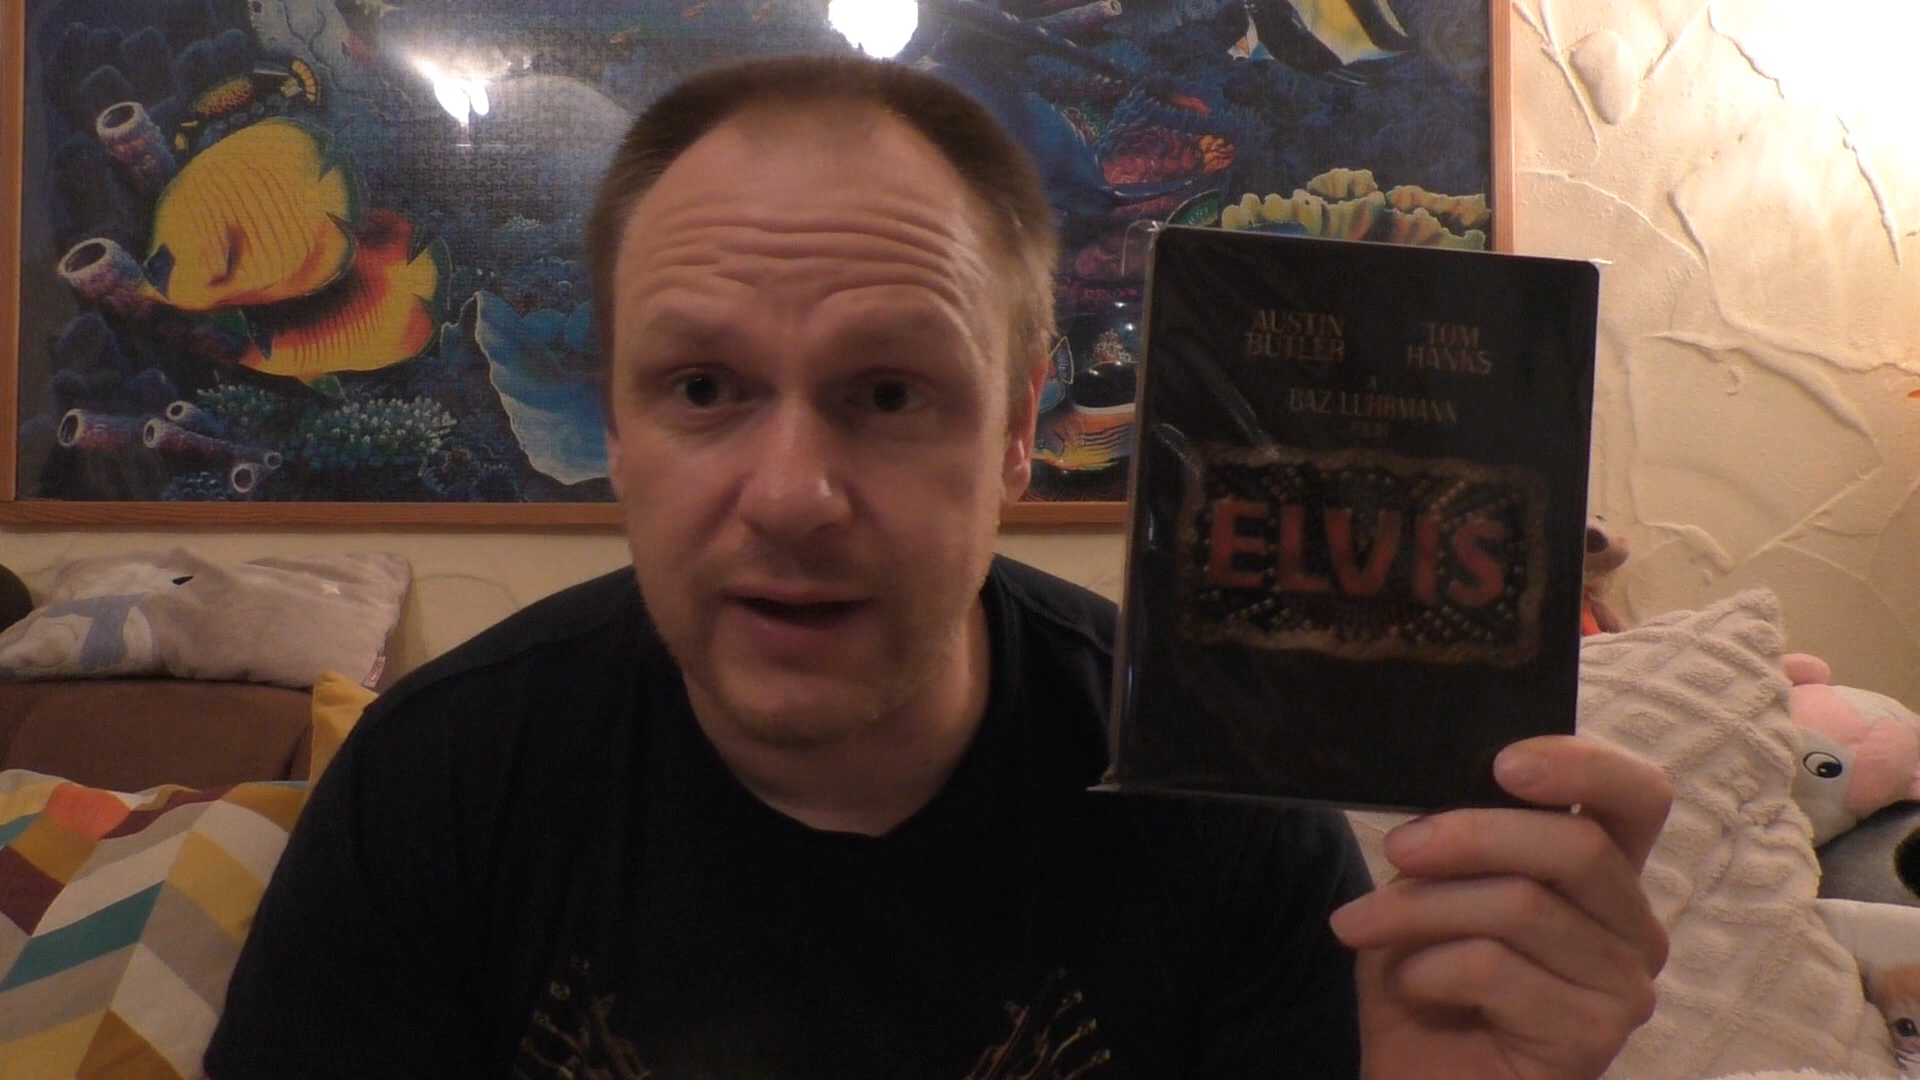 AUSTIN BUTLER
TOM HANKS
A
BAZ LUHRMANN
FILM
ELVIS